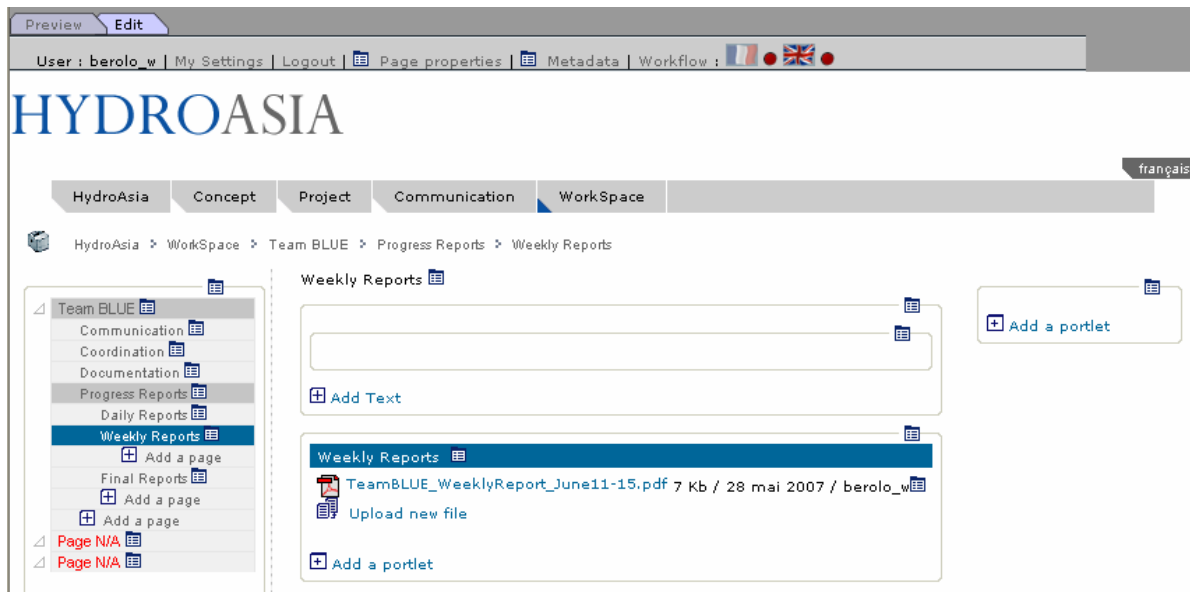 Preview Edit
User : berolo_w | My Settings | Logout | Page properties | Metadata | Workflow :
HYDROASIA
français
HydroAsia Concept Project Communication WorkSpace
HydroAsia > WorkSpace > Team BLUE > Progress Reports > Weekly Reports
Team BLUE
Communication
Coordination
Documentation
Progress Reports
Daily Reports
Weekly Reports
Add a page
Final Reports
Add a page
Add a page
Page N/A
Page N/A
Weekly Reports
Add Text
Weekly Reports
TeamBLUE_WeeklyReport_June11-15.pdf 7 Kb / 28 mai 2007 / berolo_w
Upload new file
Add a portlet
Add a portlet